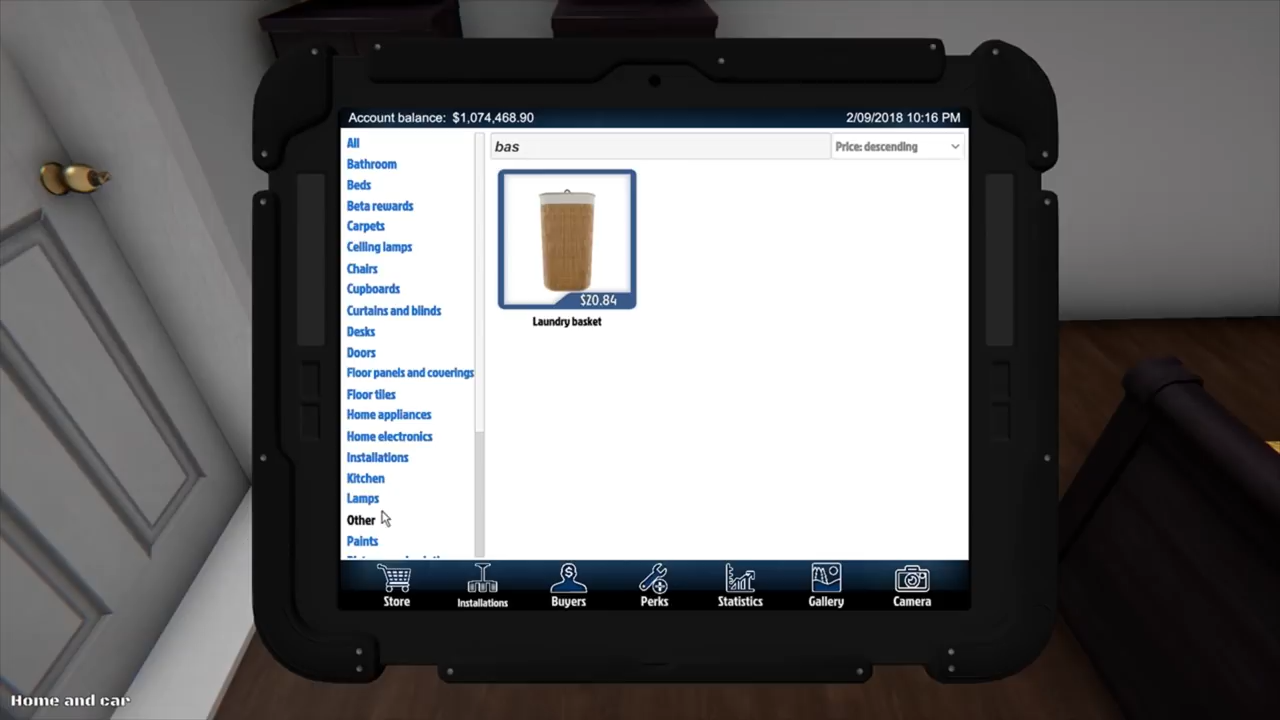 Account balance: $1,074,468.90
2/09/2018 10:16 PM
All
Bathroom
Beds
Beta rewards
Carpets
Ceiling lamps
Chairs
Cupboards
Curtains and blinds
Desks
Doors
Floor panels and coverings
Floor tiles
Home appliances
Home electronics
Installations
Kitchen
Lamps
Other
Paints
bas
Price: descending
$20.84
Laundry basket
Store
Installations
Buyers
Perks
Statistics
Gallery
Camera
Home and car